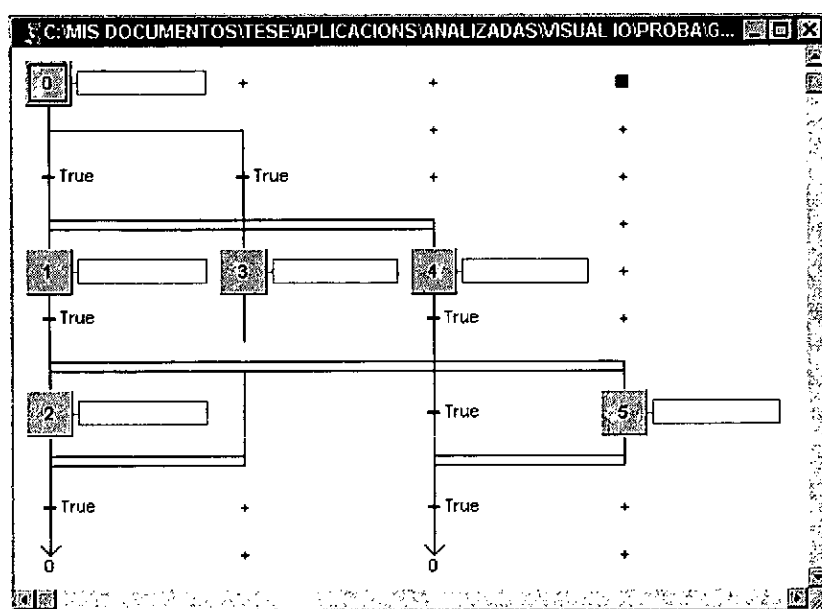 C:\MIS DOCUMENTOS\TESE\APLICACIONS\ANALIZADAS\VISUAL IO\PROBA\G...
0
True True
1 3 4
True True
2 True 5
True True
0 0